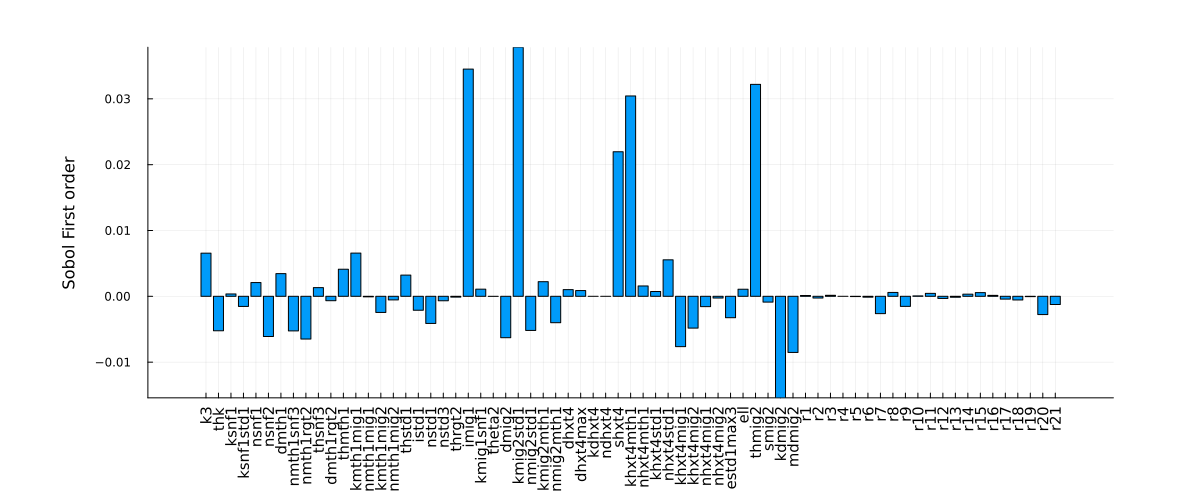 Sobol First order
0.03
0.02
0.01
0.00
−0.01
k3
thk
ksnf1
ksnf1std1
nsnf1
nsnf2
dmth1
nmth1snf3
nmth1rgt2
thsnf3
dmth1rgt2
thmth1
kmth1mig1
nmth1mig1
kmth1mig2
nmth1mig2
thstd1
istd1
nstd1
nstd3
thrgt2
imig1
kmig1snf1
theta2
dmig2
kmig2std1
nmig2std1
kmig2mth1
nmig2mth1
dhxt4
dhxt4max
kdhxt4
ndhxt4
shxt4
khxt4mth1
nhxt4mth1
khxt4std1
nhxt4std1
khxt4mig1
khxt4mig2
nhxt4mig1
nhxt4mig2
estd1max3
ell
thmig2
smig2
kdmig2
mdmig2
r1
r2
r3
r4
r5
r6
r7
r8
r9
r10
r11
r12
r13
r14
r15
r16
r17
r18
r19
r20
r21